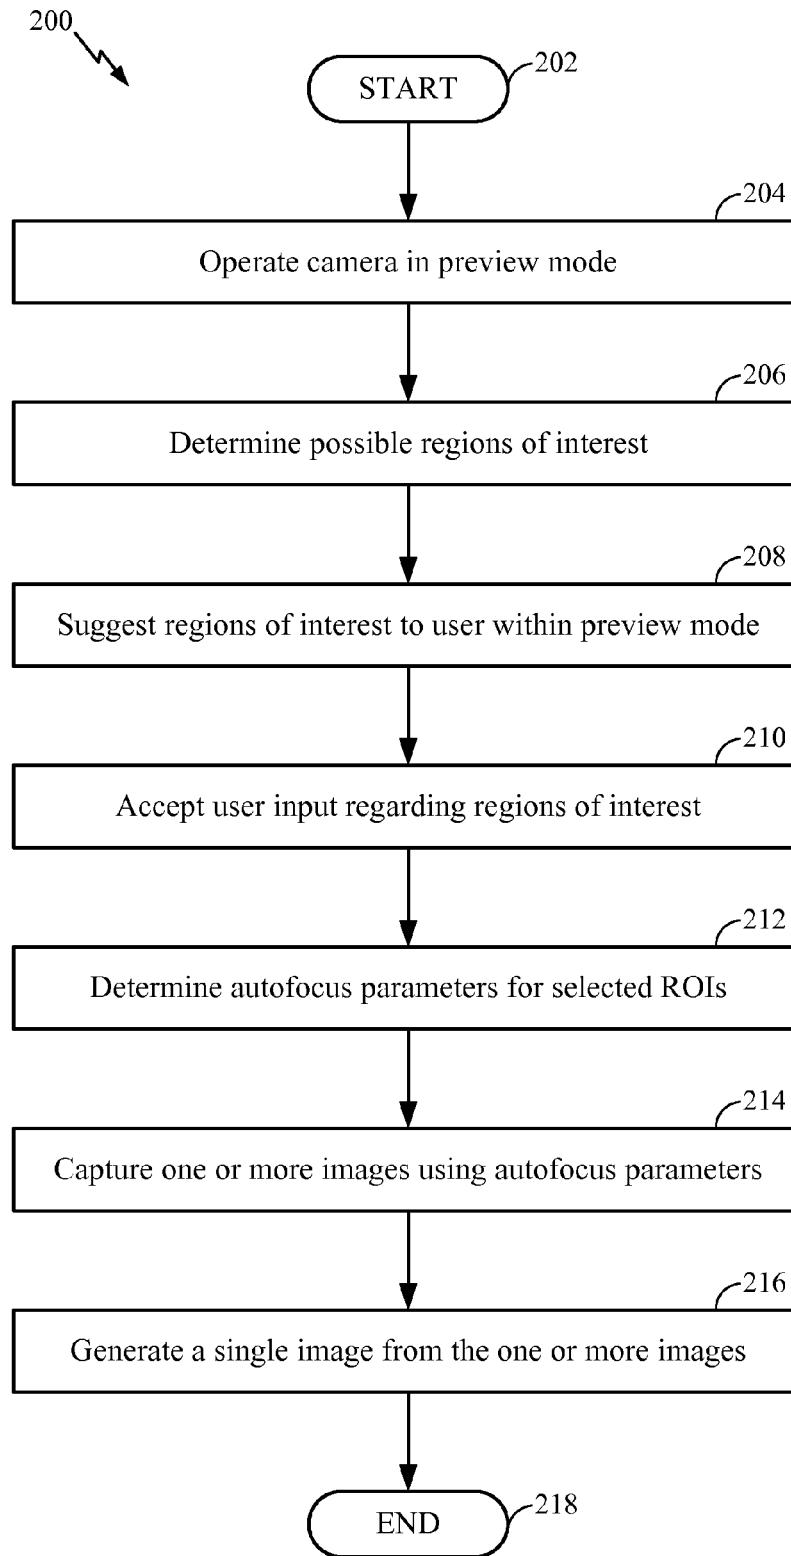 200
START
202
204
Operate camera in preview mode
206
Determine possible regions of interest
208
Suggest regions of interest to user within preview mode
210
Accept user input regarding regions of interest
212
Determine autofocus parameters for selected ROIs
214
Capture one or more images using autofocus parameters
216
Generate a single image from the one or more images
END
218